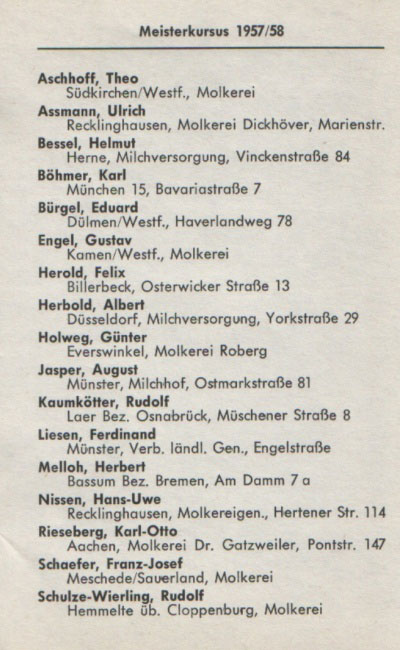 Meisterkursus 1957/58
Aschhoff, Theo
Südkirchen/Westf., Molkerei
Assmann, Ulrich
Recklinghausen, Molkerei Dickhöver, Marienstr.
Bessel, Helmut
Herne, Milchversorgung, Vinckenstraße 84
Böhmer, Karl
München 15, Bavariastraße 7
Bürgel, Eduard
Dülmen/Westf., Haverlandweg 78
Engel, Gustav
Kamen/Westf., Molkerei
Herold, Felix
Billerbeck, Osterwicker Straße 13
Herbold, Albert
Düsseldorf, Milchversorgung, Yorkstraße 29
Holweg, Günter
Everswinkel, Molkerei Roberg
Jasper, August
Münster, Milchhof, Ostmarkstraße 81
Kaumkötter, Rudolf
Laer Bez. Osnabrück, Müschener Straße 8
Liesen, Ferdinand
Münster, Verb. ländl. Gen., Engelstraße
Melloh, Herbert
Bassum Bez. Bremen, Am Damm 7 a
Nissen, Hans-Uwe
Recklinghausen, Molkereigen., Hertener Str. 114
Rieseberg, Karl-Otto
Aachen, Molkerei Dr. Gatzweiler, Pontstr. 147
Schaefer, Franz-Josef
Meschede/Sauerland, Molkerei
Schulze-Wierling, Rudolf
Hemmelte üb. Cloppenburg, Molkerei